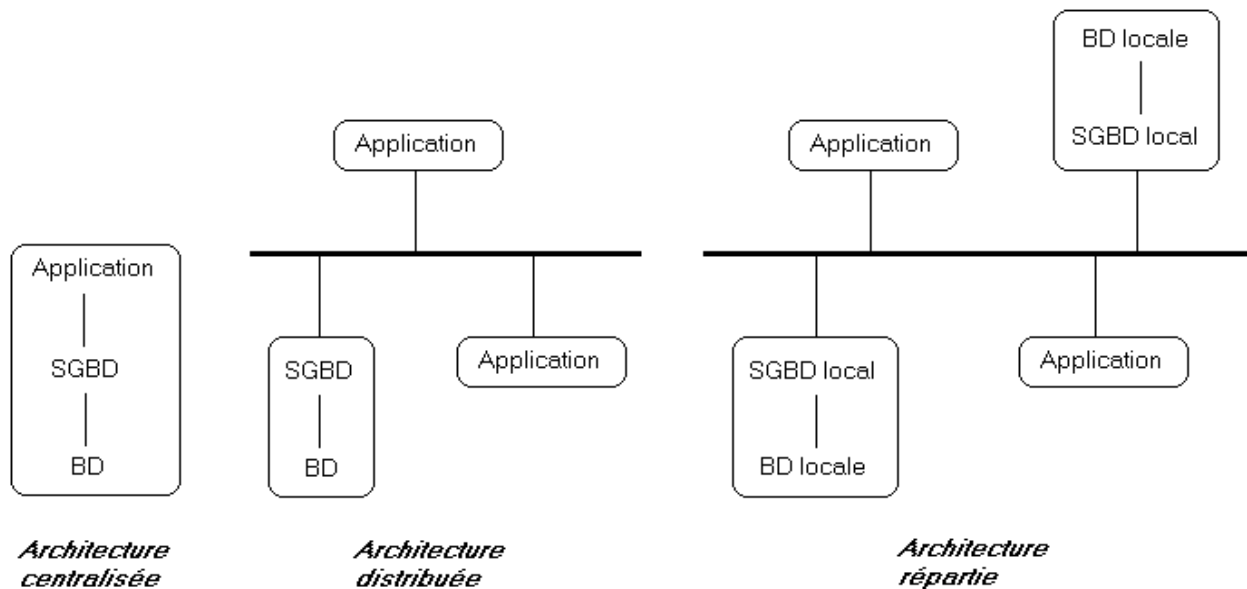 Application
SGBD
BD
Architecture
centralisée
Application
SGBD
BD
Application
Architecture
distribuée
Application
BD locale
SGBD local
SGBD local
BD locale
Application
Architecture
répartie